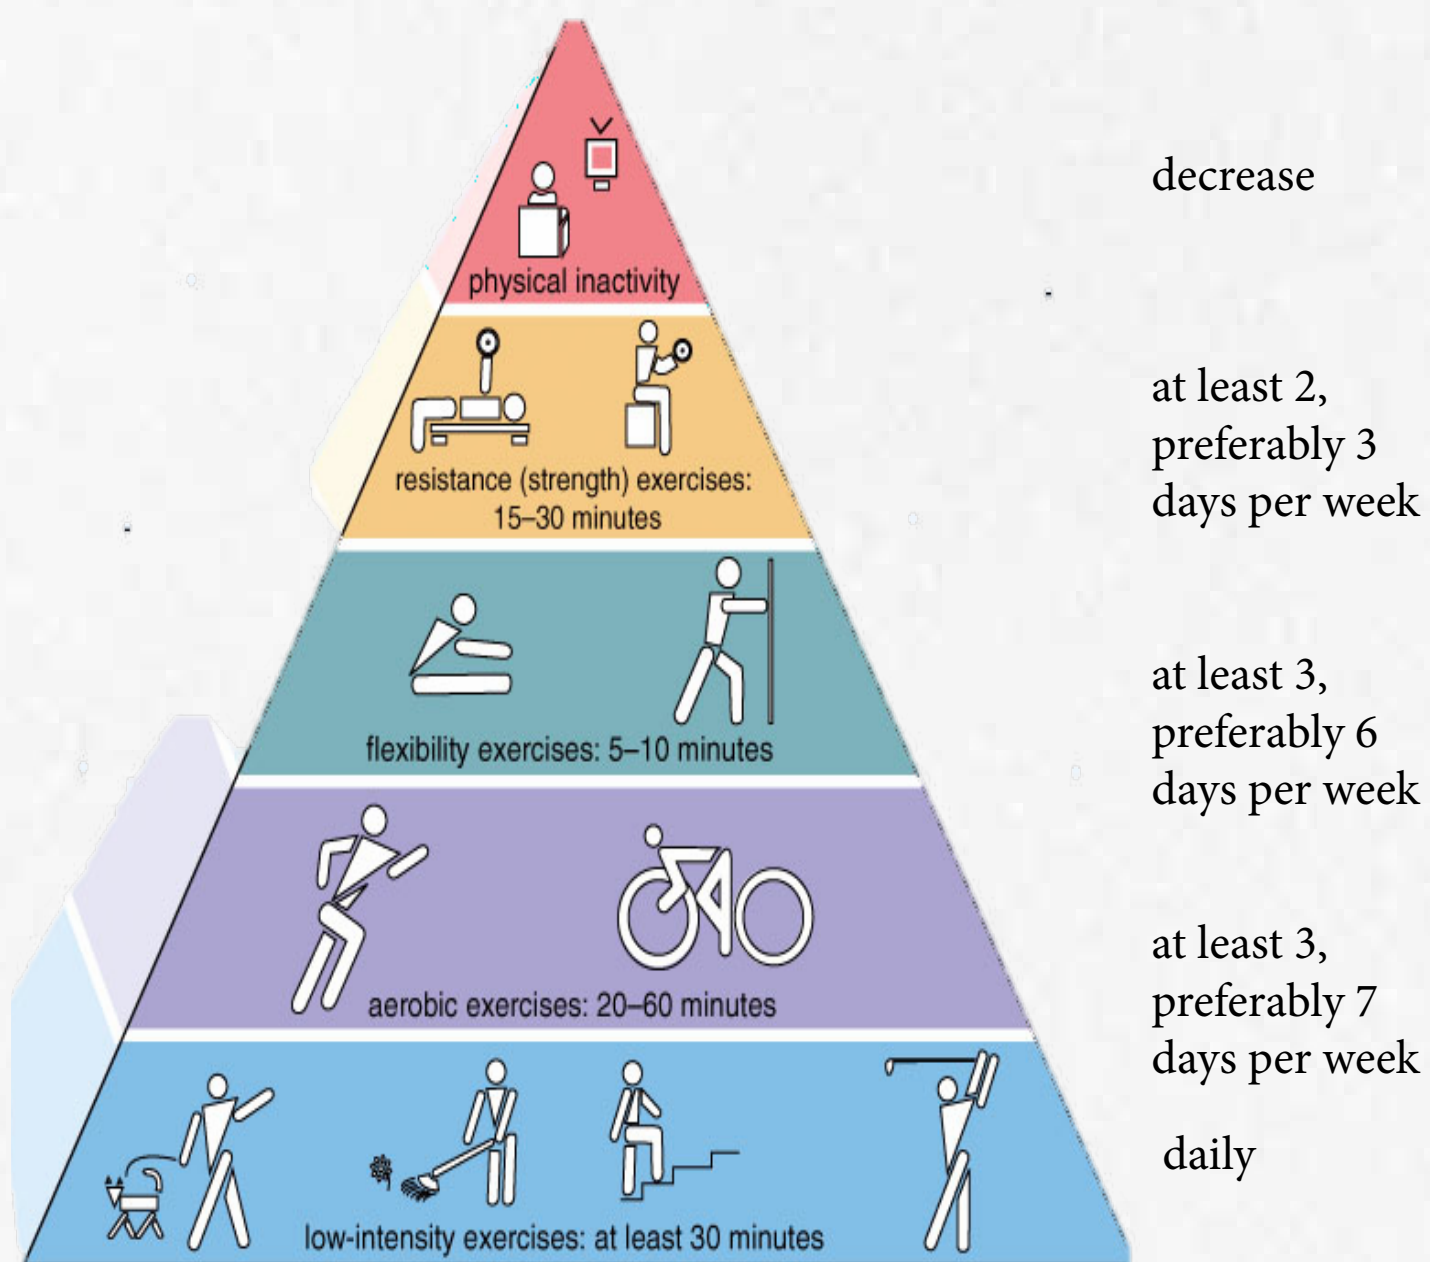 decrease
physical inactivity
at least 2,
preferably 3
days per week
resistance (strength) exercises:
15–30 minutes
at least 3,
preferably 6
days per week
flexibility exercises: 5–10 minutes
at least 3,
preferably 7
days per week
aerobic exercises: 20–60 minutes
daily
low-intensity exercises: at least 30 minutes